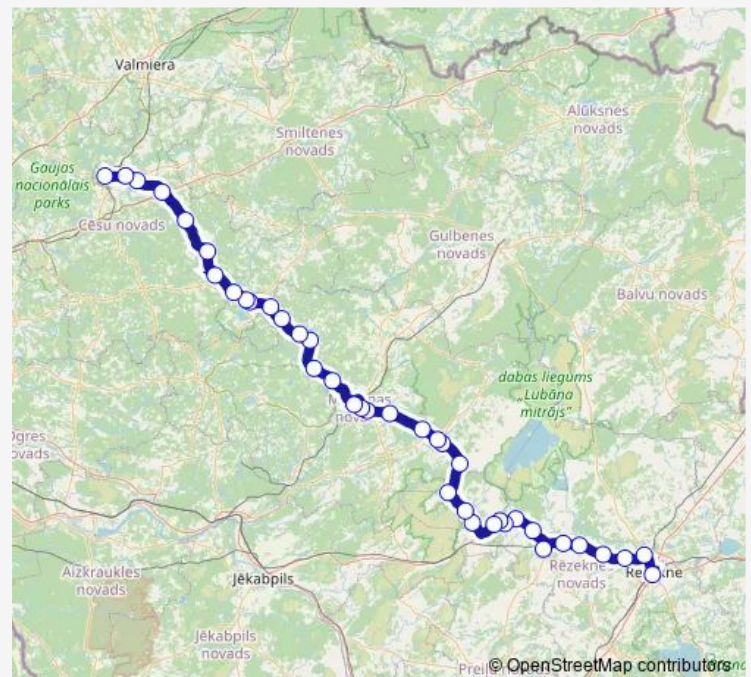 Valmiera
Alūksnes
novads
Smiltenes
novads
Gaujas
nacionālais
parks
Cēsu novads
Gulbenes
novads
Balvu novads
dabas liegums
„Lubāna
mitrājs”
novads
Aizkraukles
novads
Jēkabpils
Rēzeknes
novads
Rēzekne
Jēkabpils
novads
© OpenStreetMap contributors